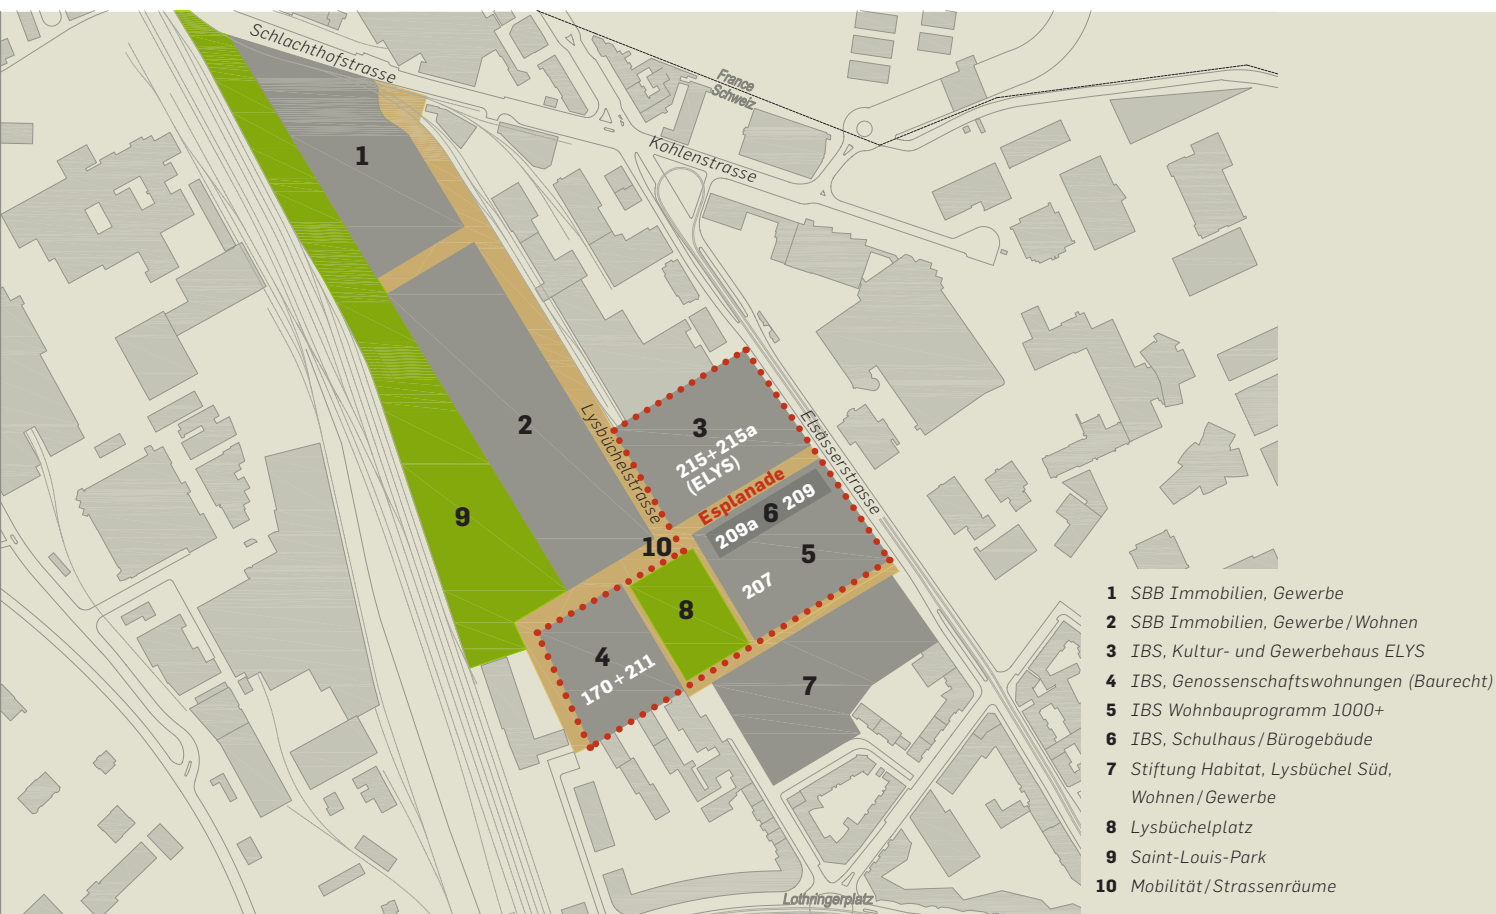 Schlachthofstrasse
France
Schweiz
Kohlenstrasse
1
2
Lysbüchelstrasse
3
215+215a
(ELYS)
Elsässerstrasse
Esplanade
6
209
209a
9
10
5
207
8
4
170+211
7
Lothringerplatz
1 SBB Immobilien, Gewerbe
2 SBB Immobilien, Gewerbe/Wohnen
3 IBS, Kultur- und Gewerbehaus ELYS
4 IBS, Genossenschaftswohnungen (Baurecht)
5 IBS Wohnbauprogramm 1000+
6 IBS, Schulhaus/Bürogebäude
7 Stiftung Habitat, Lysbüchel Süd,
Wohnen/Gewerbe
8 Lysbüchelplatz
9 Saint-Louis-Park
10 Mobilität/Strassenräume